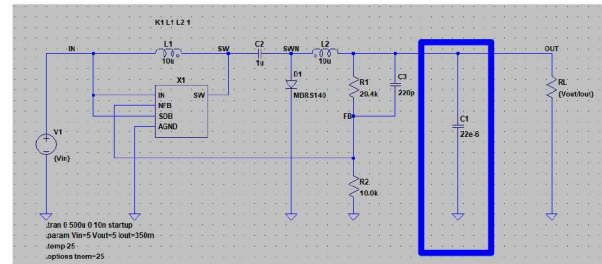 K1 L1 L2 1
IN
L1
10u
SW
C2
1u
SWN
L2
10u
OUT
X1
IN
SW
NFB
SDB
AGND
D1
MBRS140
R1
29.4k
C3
220p
FB
C1
22e-6
RL
{Vout/Iout}
V1
{Vin}
R2
10.0k
.tran 0 500u 0 10n startup
.param Vin=5 Vout=5 Iout=350m
.temp 25
.options tnom=25